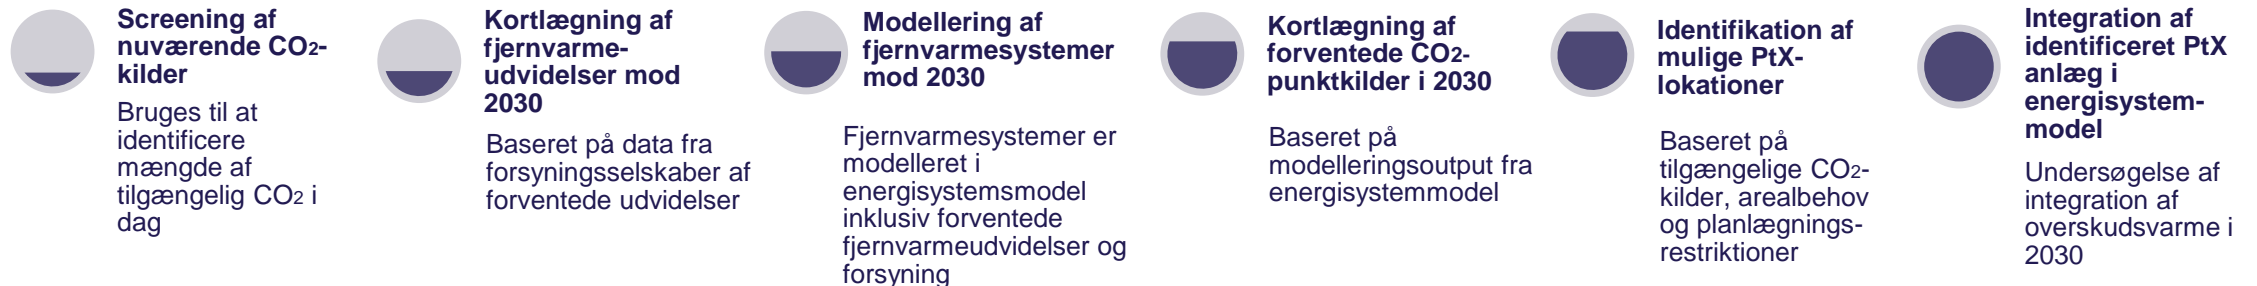 Screening af
nuværende CO2-
kilder
Bruges til at
identificere
mængde af
tilgængelig CO2 i
dag
Kortlægning af
fjernvarme-
udvidelser mod
2030
Baseret på data fra
forsyningsselskaber af
forventede udvidelser
Modellering af
fjernvarmesystemer
mod 2030
Fjernvarmesystemer er
modelleret i
energisystemsmodel
inklusiv forventede
fjernvarmeudvidelser og
forsyning
Kortlægning af
forventede CO2-
punktkilder i 2030
Baseret på
modelleringsoutput fra
energisystemmodel
Identifikation af
mulige PtX-
lokationer
Baseret på
tilgængelige CO2-
kilder, arealbehov
og planlægnings-
restriktioner
Integration af
identificeret PtX
anlæg i
energisystem-
model
Undersøgelse af
integration af
overskudsvarme i
2030